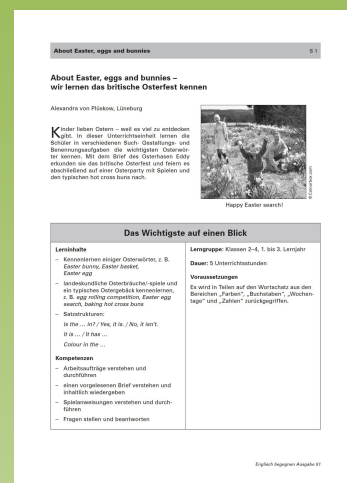 About Easter, eggs and bunnies S 1
About Easter, eggs and bunnies –
wir lernen das britische Osterfest kennen
Alexandra von Plüskow, Lüneburg
Kinder lieben Ostern – weil es viel zu entdecken
gibt. In dieser Unterrichtseinheit lernen die
Schüler in verschiedenen Such- Gestaltungs- und
Benennungsaufgaben die wichtigsten Osterwör-
ter kennen. Mit dem Brief des Osterhasen Eddy
erkunden sie das britische Osterfest und feiern es
abschließend auf einer Osterparty mit Spielen und
den typischen hot cross buns nach.
© Colourbox.com
Happy Easter search!
Das Wichtigste auf einen Blick
Lerninhalte
– Kennenlernen einiger Osterwörter, z. B.
Easter bunny, Easter basket,
Easter egg
– landeskundliche Osterbräuche/-spiele und
ein typisches Ostergebäck kennenlernen,
z. B. egg rolling competition, Easter egg
search, baking hot cross buns
– Satzstrukturen:
Is the … in? / Yes, it is. / No, it isn't.
It is … / It has …
Colour in the …
Kompetenzen
– Arbeitsaufträge verstehen und
durchführen
– einen vorgelesenen Brief verstehen und
inhaltlich wiedergeben
– Spielanweisungen verstehen und durch-
führen
– Fragen stellen und beantworten
Lerngruppe: Klassen 2–4, 1. bis 3. Lernjahr
Dauer: 5 Unterrichtsstunden
Voraussetzungen
Es wird in Teilen auf den Wortschatz aus den
Bereichen „Farben", „Buchstaben", „Wochen-
tage" und „Zahlen" zurückgegriffen.
Englisch begegnen Ausgabe 51